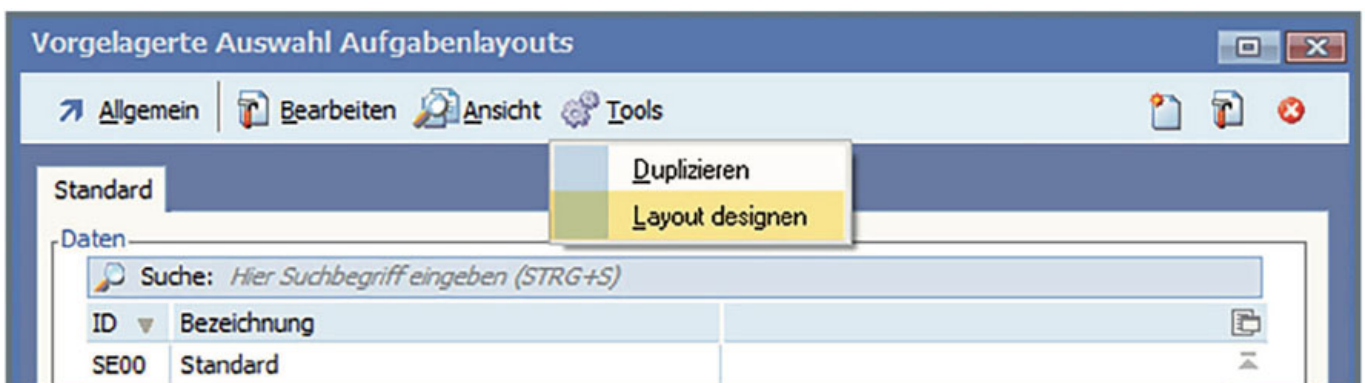 Vorgelagerte Auswahl Aufgabenlayouts
Allgemein Bearbeiten Ansicht Tools
Duplizieren
Layout designen
Standard
Daten
Suche: Hier Suchbegriff eingeben (STRG+S)
ID Bezeichnung
SE00 Standard